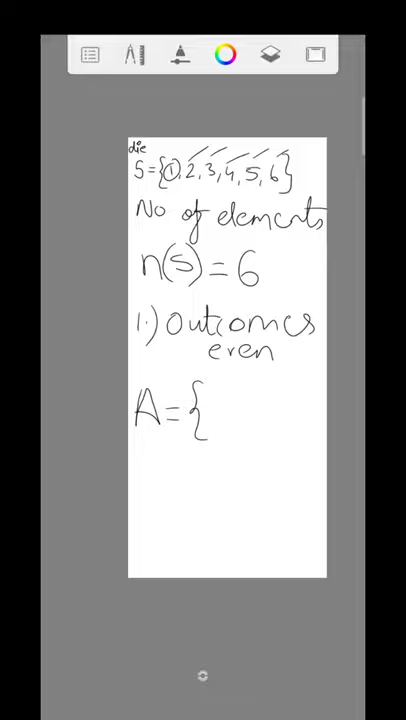 die
S={1,2,3,4,5,6}
No of elements
n(S)=6
1.) Outcomes
even
A={